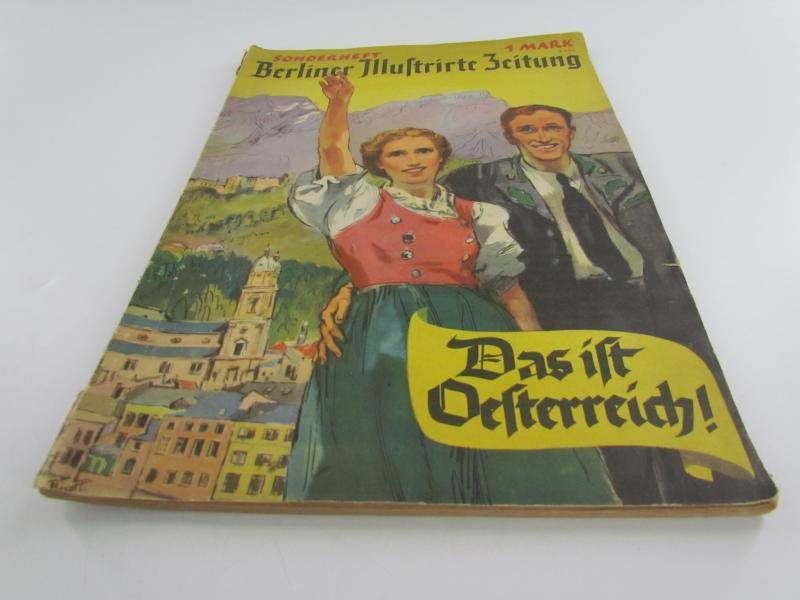 SONDERHEFT
1 MARK
Berliner Illustrirte Zeitung
Das ist
Oesterreich!